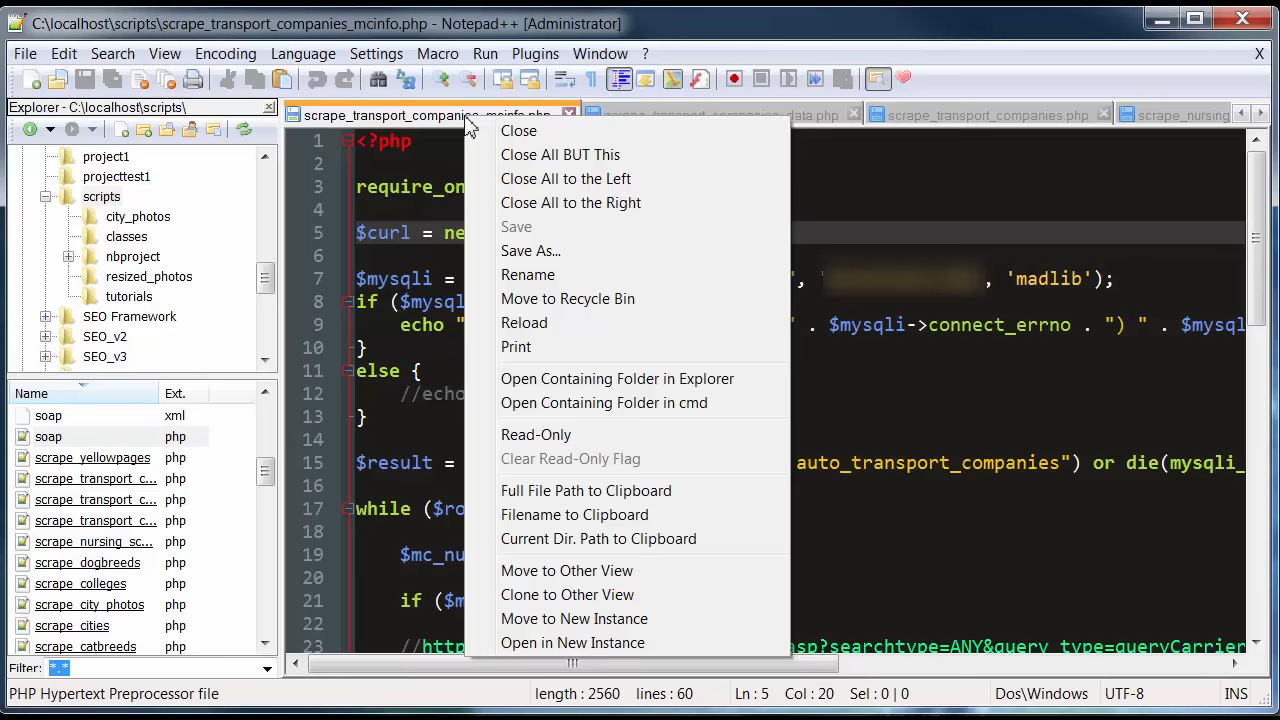 C:\localhost\scripts\scrape_transport_companies_mcinfo.php - Notepad++ [Administrator]
File Edit Search View Encoding Language Settings Macro Run Plugins Window ? X
Explorer - C:\localhost\scripts\
project1
projecttest1
scripts
city_photos
classes
nbproject
resized_photos
tutorials
SEO Framework
SEO_v2
SEO_v3
Name Ext.
soap xml
soap php
scrape_yellowpages php
scrape_transport_c... php
scrape_transport_c... php
scrape_transport_c... php
scrape_nursing_sc... php
scrape_dogbreeds php
scrape_colleges php
scrape_city_photos php
scrape_cities php
scrape_catbreeds php
Filter: *.*
scrape_transport_companies_mcinfo.php
scrape_transport_companies_data.php
scrape_transport_companies.php
scrape_nursing
1 <?php
2
3 require_on
4
5 $curl = ne
6
7 $mysqli = ", ' , 'madlib');
8 if ($mysql
9 echo " " . $mysqli->connect_errno . ") " . $mysq
10 }
11 else {
12 //echo
13 }
14
15 $result = auto_transport_companies") or die(mysqli_
16
17 while ($ro
18
19 $mc_nu
20
21 if ($m
22
23 //http asp?searchtype=ANY&query_type=queryCarrier
Close
Close All BUT This
Close All to the Left
Close All to the Right
Save
Save As...
Rename
Move to Recycle Bin
Reload
Print
Open Containing Folder in Explorer
Open Containing Folder in cmd
Read-Only
Clear Read-Only Flag
Full File Path to Clipboard
Filename to Clipboard
Current Dir. Path to Clipboard
Move to Other View
Clone to Other View
Move to New Instance
Open in New Instance
PHP Hypertext Preprocessor file length : 2560 lines : 60 Ln : 5 Col : 20 Sel : 0 | 0 Dos\Windows UTF-8 INS